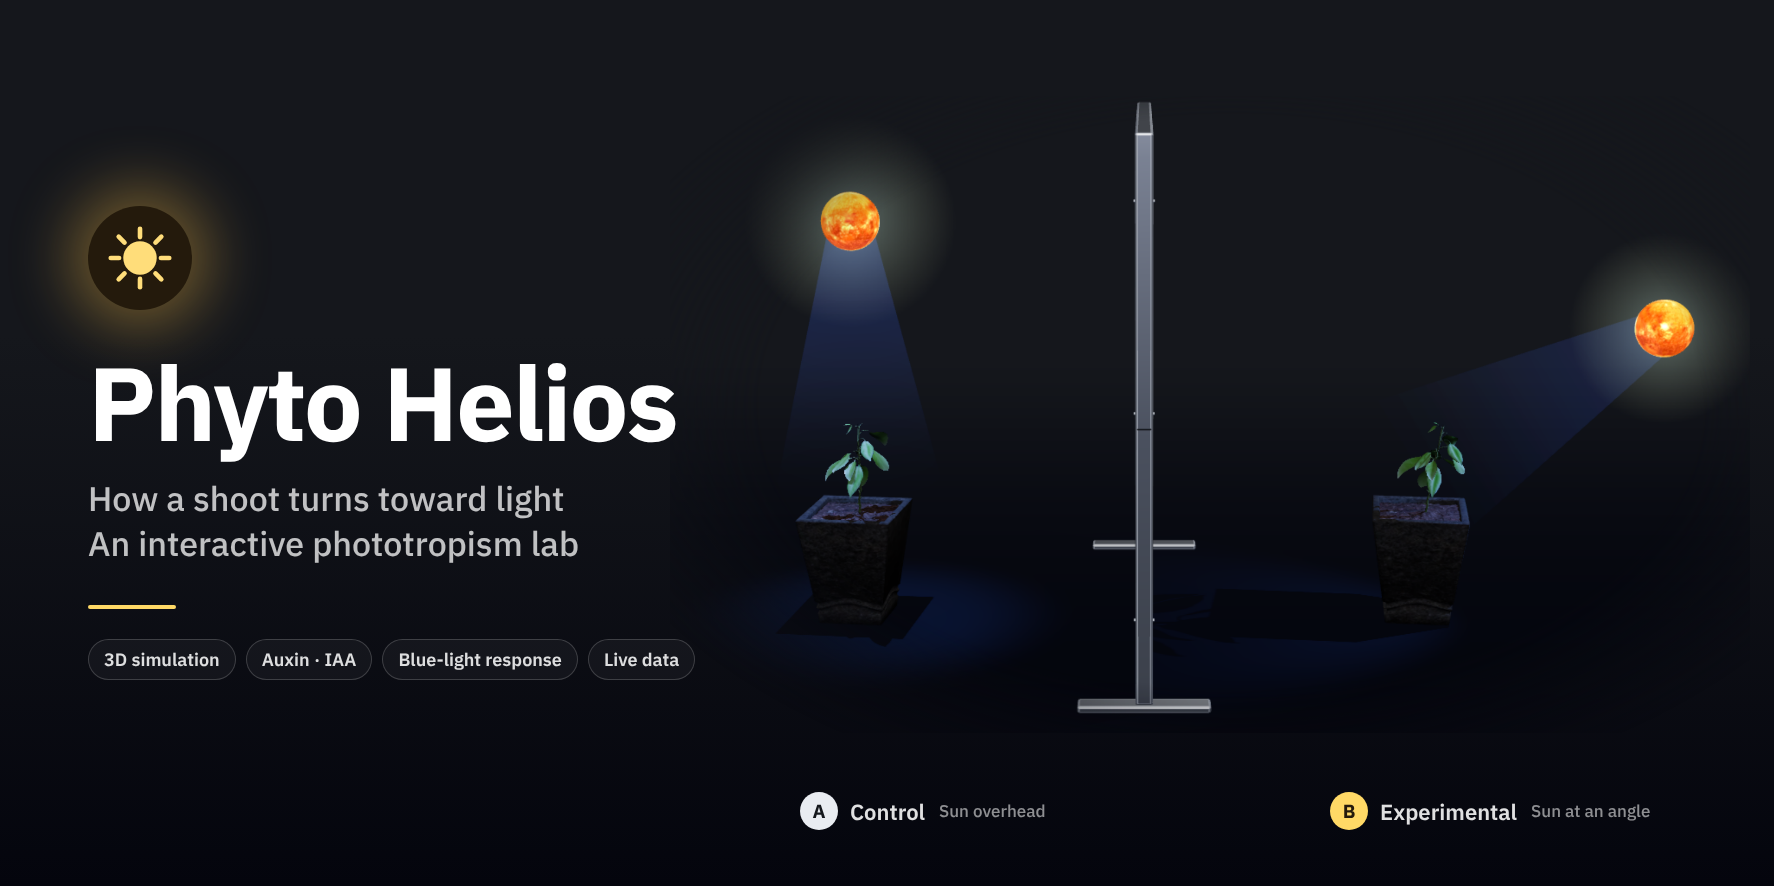 Phyto Helios
How a shoot turns toward light
An interactive phototropism lab
3D simulation
Auxin · IAA
Blue-light response
Live data
A Control Sun overhead
B Experimental Sun at an angle